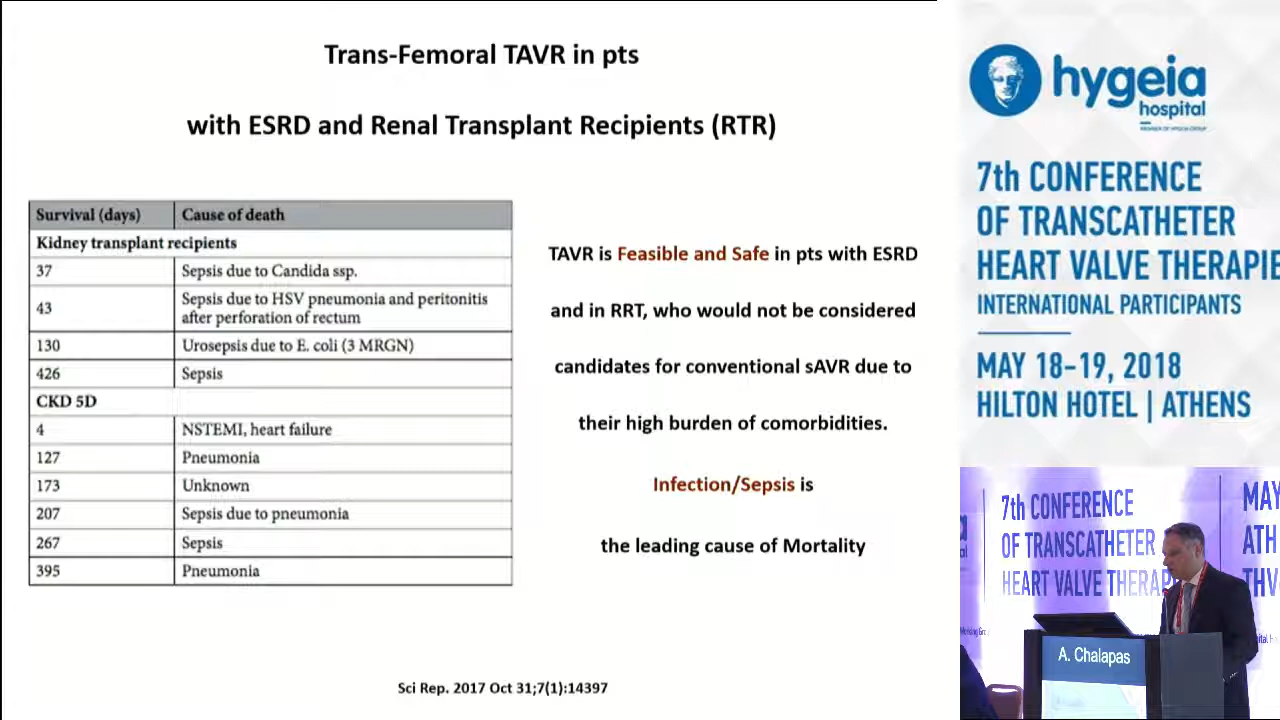 Trans-Femoral TAVR in pts
with ESRD and Renal Transplant Recipients (RTR)
Survival (days) Cause of death
Kidney transplant recipients
37 Sepsis due to Candida ssp.
43 Sepsis due to HSV pneumonia and peritonitis
after perforation of rectum
130 Urosepsis due to E. coli (3 MRGN)
426 Sepsis
CKD 5D
4 NSTEMI, heart failure
127 Pneumonia
173 Unknown
207 Sepsis due to pneumonia
267 Sepsis
395 Pneumonia
TAVR is Feasible and Safe in pts with ESRD
and in RRT, who would not be considered
candidates for conventional sAVR due to
their high burden of comorbidities.
Infection/Sepsis is
the leading cause of Mortality
Sci Rep. 2017 Oct 31;7(1):14397
hygeia
hospital
MEMBER OF HYGEIA GROUP
7th CONFERENCE
OF TRANSCATHETER
HEART VALVE THERAPIE
INTERNATIONAL PARTICIPANTS
MAY 18-19, 2018
HILTON HOTEL | ATHENS
7th CONFERENCE
OF TRANSCATHETER
HEART VALVE THERAP
MAY
ATH
THV
A. Chalapas